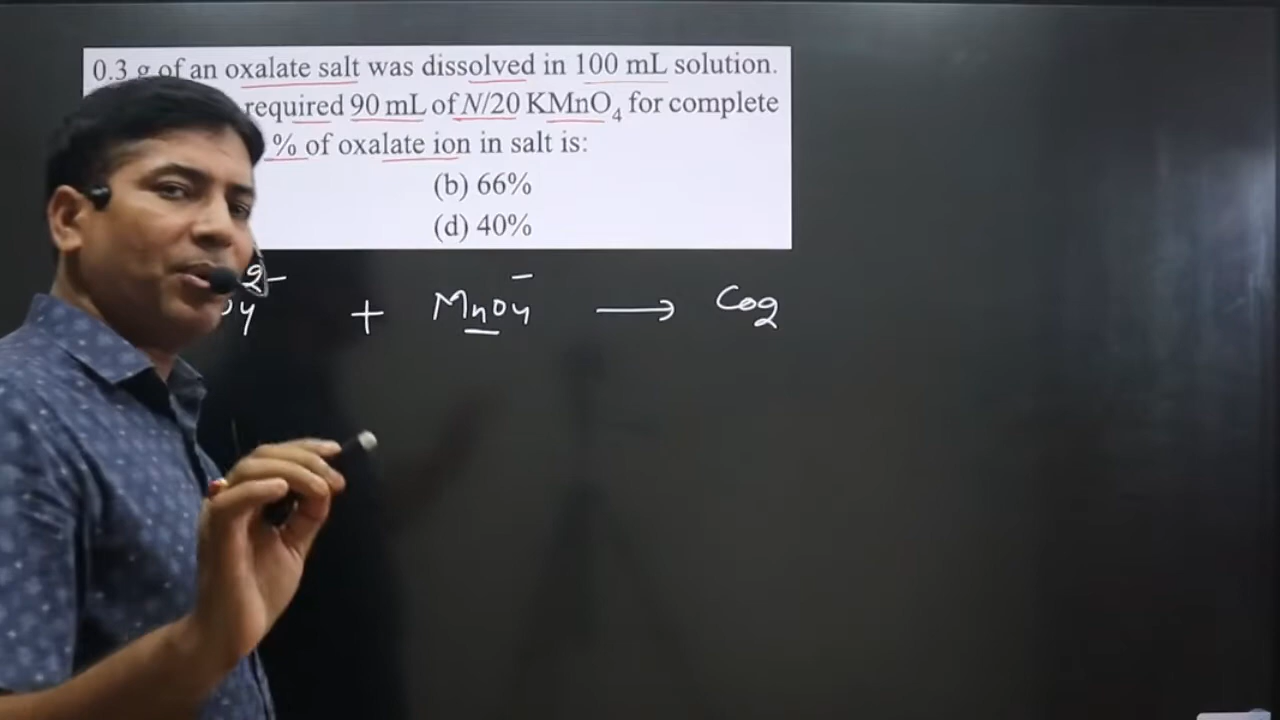 0.3 g of an oxalate salt was dissolved in 100 mL solution.
required 90 mL of N/20 KMnO₄ for complete
% of oxalate ion in salt is:
(b) 66%
(d) 40%
2-
+ MnO4⁻ ⟶ Co2